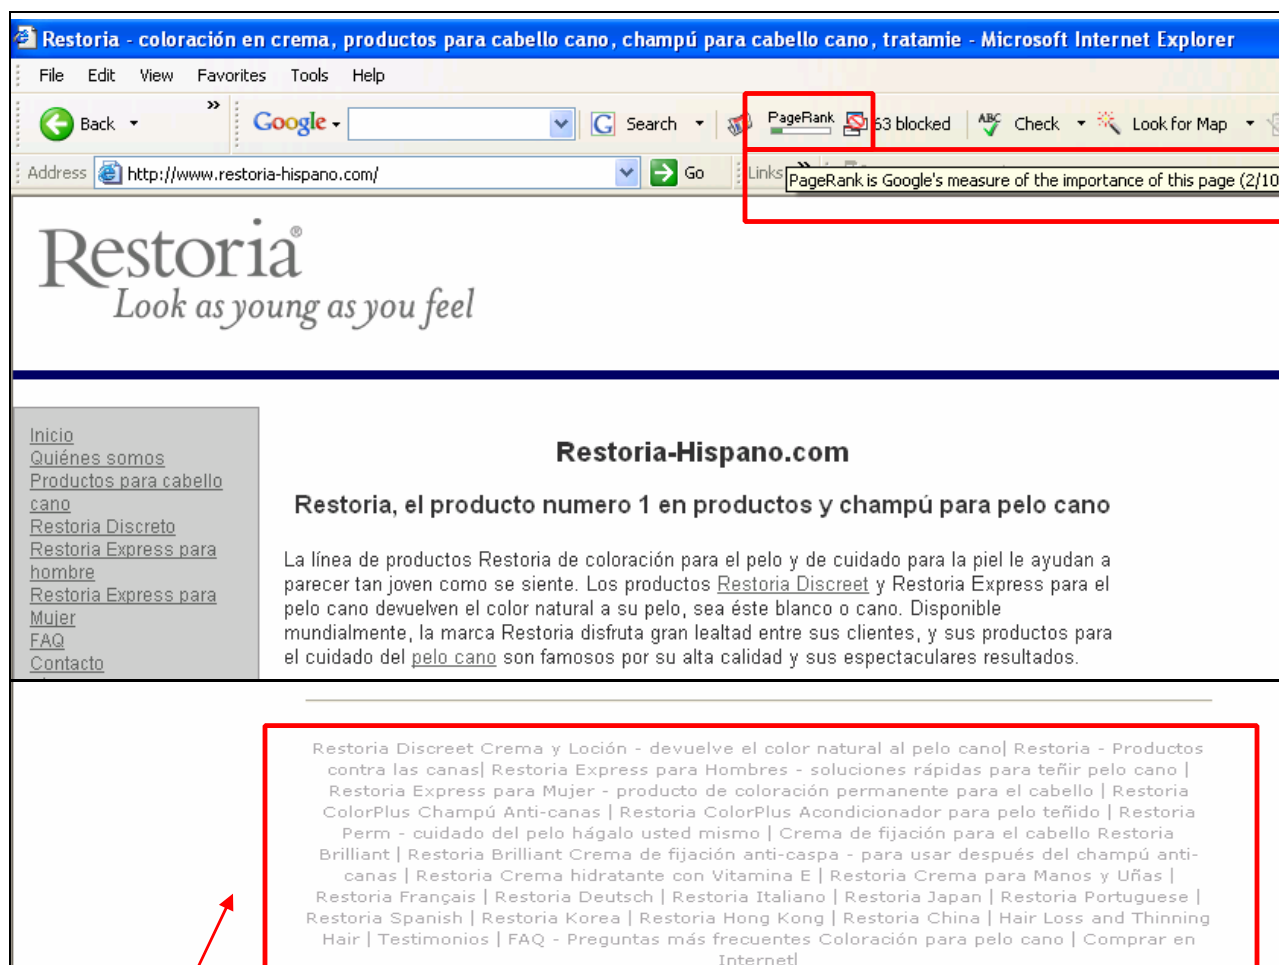 Restoria - coloración en crema, productos para cabello cano, champú para cabello cano, tratamie - Microsoft Internet Explorer
File Edit View Favorites Tools Help
Back » Google Search PageRank 63 blocked Check Look for Map
Address http://www.restoria-hispano.com/ Go Links »
PageRank is Google's measure of the importance of this page (2/10
Restoria®
Look as young as you feel
Inicio
Quiénes somos
Productos para cabello
cano
Restoria Discreto
Restoria Express para
hombre
Restoria Express para
Mujer
FAQ
Contacto
Restoria-Hispano.com
Restoria, el producto numero 1 en productos y champú para pelo cano
La línea de productos Restoria de coloración para el pelo y de cuidado para la piel le ayudan a
parecer tan joven como se siente. Los productos Restoria Discreet y Restoria Express para el
pelo cano devuelven el color natural a su pelo, sea éste blanco o cano. Disponible
mundialmente, la marca Restoria disfruta gran lealtad entre sus clientes, y sus productos para
el cuidado del pelo cano son famosos por su alta calidad y sus espectaculares resultados.
Restoria Discreet Crema y Loción - devuelve el color natural al pelo cano| Restoria - Productos
contra las canas| Restoria Express para Hombres - soluciones rápidas para teñir pelo cano |
Restoria Express para Mujer - producto de coloración permanente para el cabello | Restoria
ColorPlus Champú Anti-canas | Restoria ColorPlus Acondicionador para pelo teñido | Restoria
Perm - cuidado del pelo hágalo usted mismo | Crema de fijación para el cabello Restoria
Brilliant | Restoria Brilliant Crema de fijación anti-caspa - para usar después del champú anti-
canas | Restoria Crema hidratante con Vitamina E | Restoria Crema para Manos y Uñas |
Restoria Français | Restoria Deutsch | Restoria Italiano | Restoria Japan | Restoria Portuguese |
Restoria Spanish | Restoria Korea | Restoria Hong Kong | Restoria China | Hair Loss and Thinning
Hair | Testimonios | FAQ - Preguntas más frecuentes Coloración para pelo cano | Comprar en
Internet|